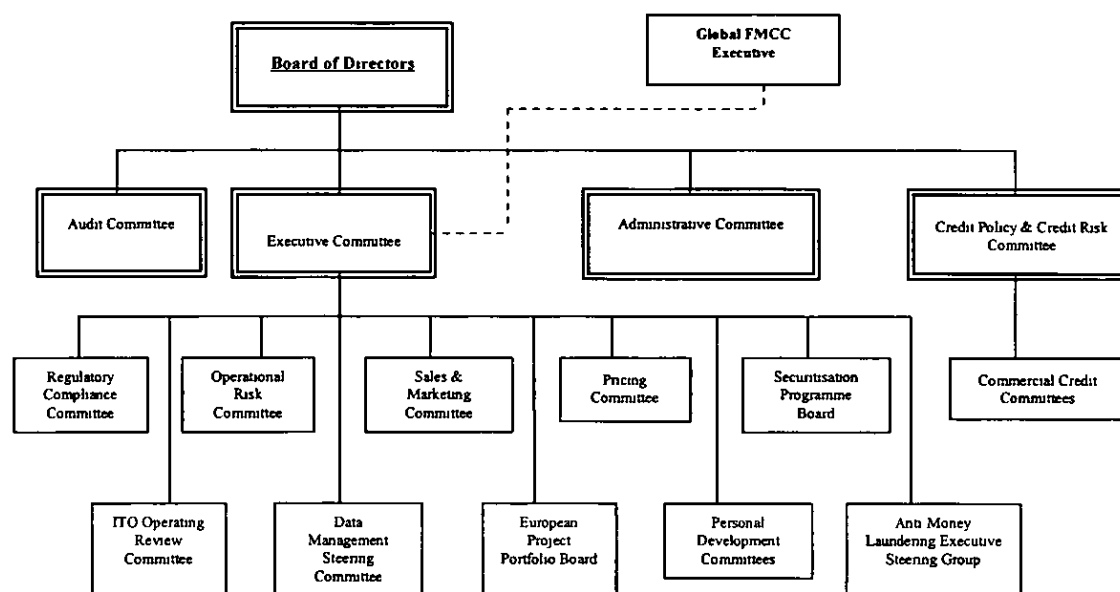 Board of Directors
Global FMCC
Executive
Audit Committee
Executive Committee
Administrative Committee
Credit Policy & Credit Risk
Committee
Regulatory
Compliance
Committee
Operational
Risk
Committee
Sales &
Marketing
Committee
Pricing
Committee
Securitisation
Programme
Board
Commercial Credit
Committees
ITO Operating
Review
Committee
Data
Management
Steering
Committee
European
Project
Portfolio Board
Personal
Development
Committees
Anti Money
Laundering Executive
Steering Group